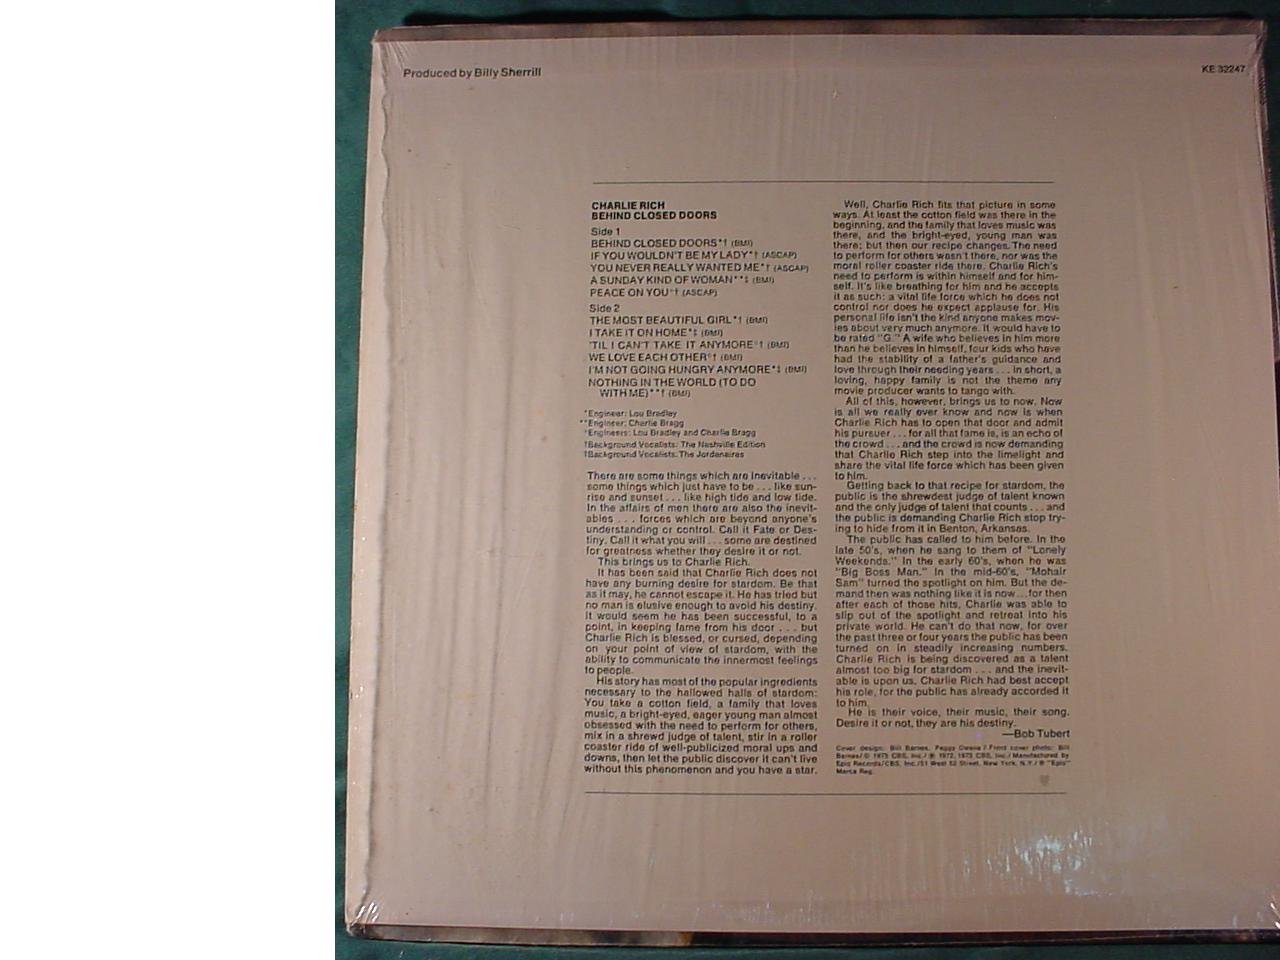 Produced by Billy Sherrill
KE 32247
CHARLIE RICH
BEHIND CLOSED DOORS
Side 1
BEHIND CLOSED DOORS*† (BMI)
IF YOU WOULDN'T BE MY LADY*† (ASCAP)
YOU NEVER REALLY WANTED ME*† (ASCAP)
A SUNDAY KIND OF WOMAN**‡ (BMI)
PEACE ON YOU*† (ASCAP)
Side 2
THE MOST BEAUTIFUL GIRL*† (BMI)
I TAKE IT ON HOME*‡ (BMI)
'TIL I CAN'T TAKE IT ANYMORE*† (BMI)
WE LOVE EACH OTHER*† (BMI)
I'M NOT GOING HUNGRY ANYMORE*‡ (BMI)
NOTHING IN THE WORLD (TO DO
WITH ME)**† (BMI)
*Engineer: Lou Bradley
**Engineer: Charlie Bragg
Engineers: Lou Bradley and Charlie Bragg
†Background Vocalists: The Nashville Edition
‡Background Vocalists: The Jordanaires
There are some things which are inevitable . . .
some things which just have to be . . . like sun-
rise and sunset . . . like high tide and low tide.
In the affairs of men there are also the inevit-
ables . . . forces which are beyond anyone's
understanding or control. Call it Fate or Des-
tiny. Call it what you will . . . some are destined
for greatness whether they desire it or not.
This brings us to Charlie Rich.
It has been said that Charlie Rich does not
have any burning desire for stardom. Be that
as it may, he cannot escape it. He has tried but
no man is elusive enough to avoid his destiny.
It would seem he has been successful, to a
point, in keeping fame from his door . . . but
Charlie Rich is blessed, or cursed, depending
on your point of view of stardom, with the
ability to communicate the innermost feelings
to people.
His story has most of the popular ingredients
necessary to the hallowed halls of stardom:
You take a cotton field, a family that loves
music, a bright-eyed, eager young man almost
obsessed with the need to perform for others,
mix in a shrewd judge of talent, stir in a roller
coaster ride of well-publicized moral ups and
downs, then let the public discover it can't live
without this phenomenon and you have a star.
Well, Charlie Rich fits that picture in some
ways. At least the cotton field was there in the
beginning, and the family that loves music was
there, and the bright-eyed, young man was
there; but then our recipe changes. The need
to perform for others wasn't there, nor was the
moral roller coaster ride there. Charlie Rich's
need to perform is within himself and for him-
self. It's like breathing for him and he accepts
it as such: a vital life force which he does not
control nor does he expect applause for. His
personal life isn't the kind anyone makes mov-
ies about very much anymore. It would have to
be rated "G." A wife who believes in him more
than he believes in himself, four kids who have
had the stability of a father's guidance and
love through their needing years . . . in short, a
loving, happy family is not the theme any
movie producer wants to tango with.
All of this, however, brings us to now. Now
is all we really ever know and now is when
Charlie Rich has to open that door and admit
his pursuer . . . for all that fame is, is an echo of
the crowd . . . and the crowd is now demanding
that Charlie Rich step into the limelight and
share the vital life force which has been given
to him.
Getting back to that recipe for stardom, the
public is the shrewdest judge of talent known
and the only judge of talent that counts . . . and
the public is demanding Charlie Rich stop try-
ing to hide from it in Benton, Arkansas.
The public has called to him before. In the
late 50's, when he sang to them of "Lonely
Weekends." In the early 60's, when he was
"Big Boss Man." In the mid-60's, "Mohair
Sam" turned the spotlight on him. But the de-
mand then was nothing like it is now...for then
after each of those hits, Charlie was able to
slip out of the spotlight and retreat into his
private world. He can't do that now, for over
the past three or four years the public has been
turned on in steadily increasing numbers.
Charlie Rich is being discovered as a talent
almost too big for stardom . . . and the inevit-
able is upon us. Charlie Rich had best accept
his role, for the public has already accorded it
to him.
He is their voice, their music, their song.
Desire it or not, they are his destiny.
—Bob Tubert
Cover design: Bill Barnes, Peggy Owens / Front cover photo: Bill
Barnes/ © 1973 CBS, Inc./ ℗ 1972, 1973 CBS, Inc./ Manufactured by
Epic Records/CBS, Inc./51 West 52 Street, New York, N.Y./ ® "Epic"
Marca Reg.